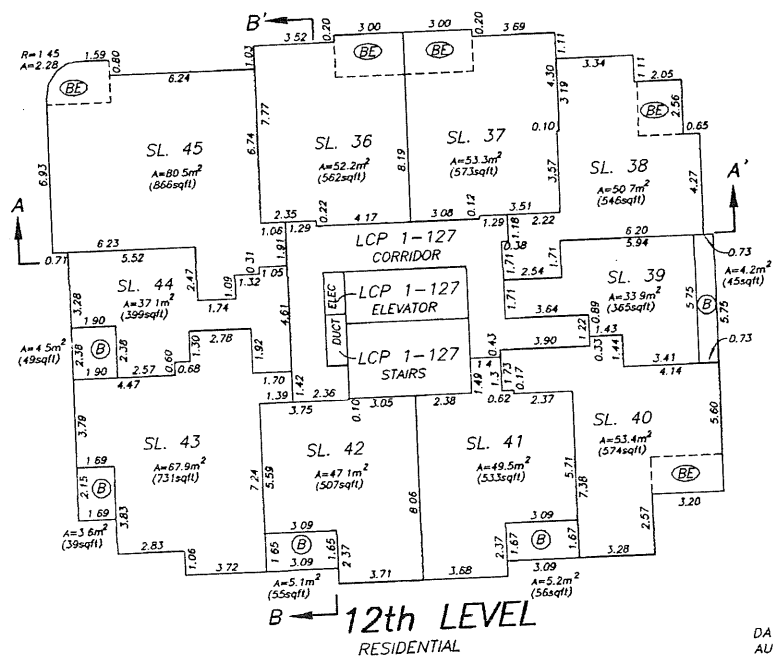 B'
3.52
0.20
3.00
3.00
0.20
3.69
R=1.45
A=2.28
1.59
0.80
BE
6.24
1.03
BE
BE
1.11
3.34
1.11
2.05
BE
2.56
0.65
4.30
3.19
0.10
3.57
7.77
6.74
8.19
6.93
SL. 45
A=80.5m²
(866sqft)
SL. 36
A=52.2m²
(562sqft)
SL. 37
A=53.3m²
(573sqft)
SL. 38
A=50.7m²
(546sqft)
4.27
A
A'
2.35
0.22
4.17
3.08
0.12
3.51
1.06
1.29
1.29
1.18
2.22
0.38
LCP 1-127
CORRIDOR
6.20
5.94
0.73
0.71
6.23
5.52
0.31
1.91
1.05
1.32
1.09
1.74
2.47
1.71
1.71
2.54
1.71
SL. 44
A=37.1m²
(399sqft)
3.28
LCP 1-127
ELEVATOR
ELEC
DUCT
LCP 1-127
STAIRS
SL. 39
A=33.9m²
(365sqft)
5.75
B
5.75
A=4.2m²
(45sqft)
0.73
4.61
3.64
0.89
1.22
1.43
3.90
0.33
1.44
3.41
4.14
0.43
1.90
A=4.5m²
(49sqft)
2.38
B
2.38
1.90
2.57
4.47
0.60
0.68
1.30
2.78
1.92
1.70
1.42
1.39
3.75
2.36
0.10
3.05
2.38
1.49
1.4
1.3
1.73
0.17
0.62
2.37
3.79
SL. 43
A=67.9m²
(731sqft)
SL. 42
A=47.1m²
(507sqft)
SL. 41
A=49.5m²
(533sqft)
SL. 40
A=53.4m²
(574sqft)
5.60
BE
3.20
2.57
3.28
7.24
5.59
8.06
5.71
7.38
1.69
2.15
B
1.69
A=3.6m²
(39sqft)
3.83
2.83
1.06
3.72
3.09
1.65
B
1.65
3.09
2.37
A=5.1m²
(55sqft)
3.71
3.68
3.09
2.37
1.67
B
1.67
3.09
A=5.2m²
(56sqft)
B
12th LEVEL
RESIDENTIAL
DA
AU